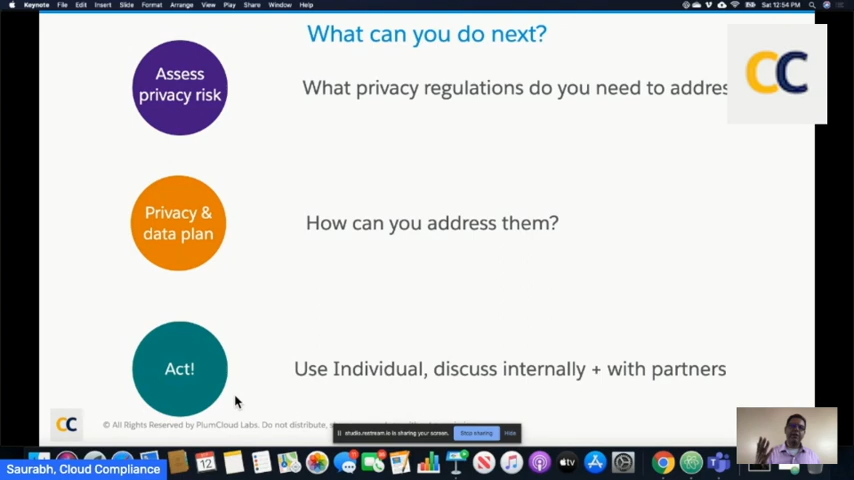 Keynote File Edit Insert Slide Format Arrange View Play Share Window Help
Sat 12:54 PM
What can you do next?
Assess
privacy risk
What privacy regulations do you need to addres
CC
Privacy &
data plan
How can you address them?
Act!
Use Individual, discuss internally + with partners
CC
© All Rights Reserved by PlumCloud Labs. Do not distribute,
studio.restream.io is sharing your screen. Stop sharing Hide
12
tv
Saurabh, Cloud Compliance